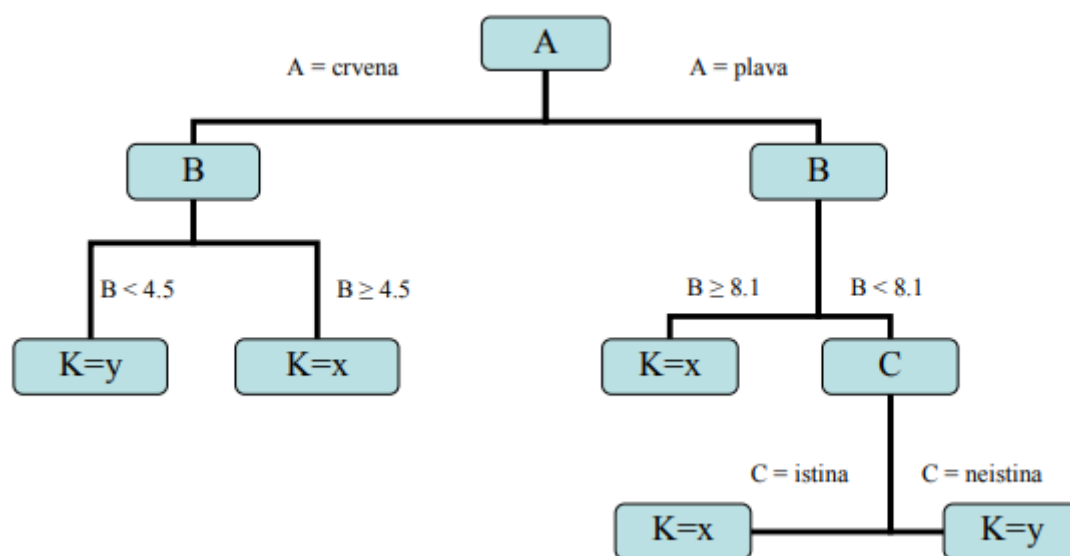 A
A = crvena
A = plava
B
B
B < 4.5
B ≥ 4.5
B ≥ 8.1
B < 8.1
K=y
K=x
K=x
C
C = istina
C = neistina
K=x
K=y